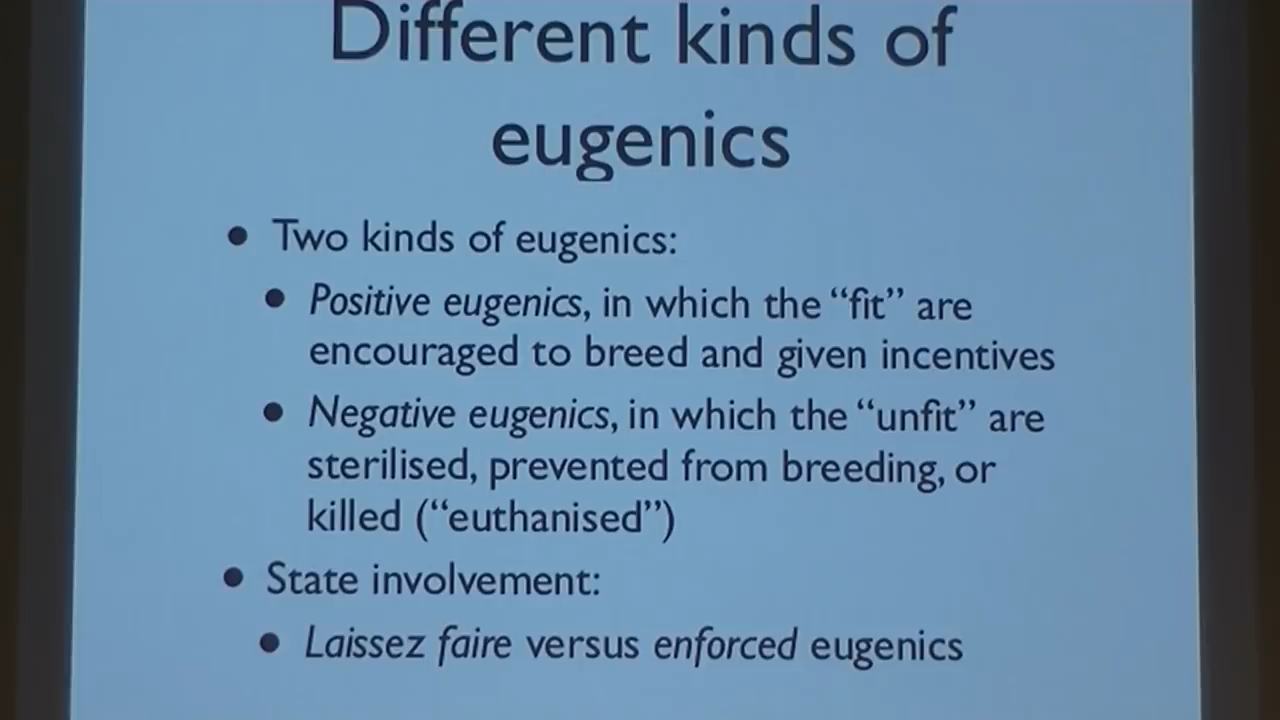 Different kinds of
eugenics
• Two kinds of eugenics:
• Positive eugenics, in which the “fit” are
encouraged to breed and given incentives
• Negative eugenics, in which the “unfit” are
sterilised, prevented from breeding, or
killed (“euthanised”)
• State involvement:
• Laissez faire versus enforced eugenics